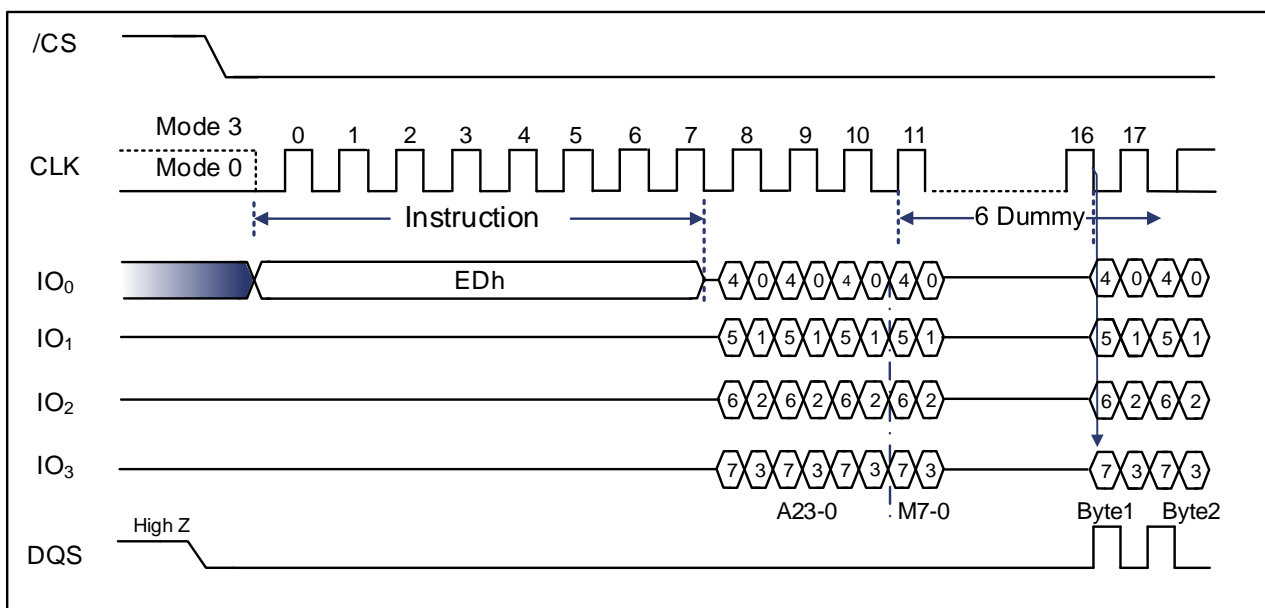 /CS
Mode 3
0 1 2 3 4 5 6 7 8 9 10 11 16 17
CLK
Mode 0
Instruction
6 Dummy
IO0
EDh
4 0 4 0 4 0 4 0 4 0 4 0
IO1
5 1 5 1 5 1 5 1 5 1 5 1
IO2
6 2 6 2 6 2 6 2 6 2 6 2
IO3
7 3 7 3 7 3 7 3 7 3 7 3
A23-0 M7-0 Byte1 Byte2
High Z
DQS